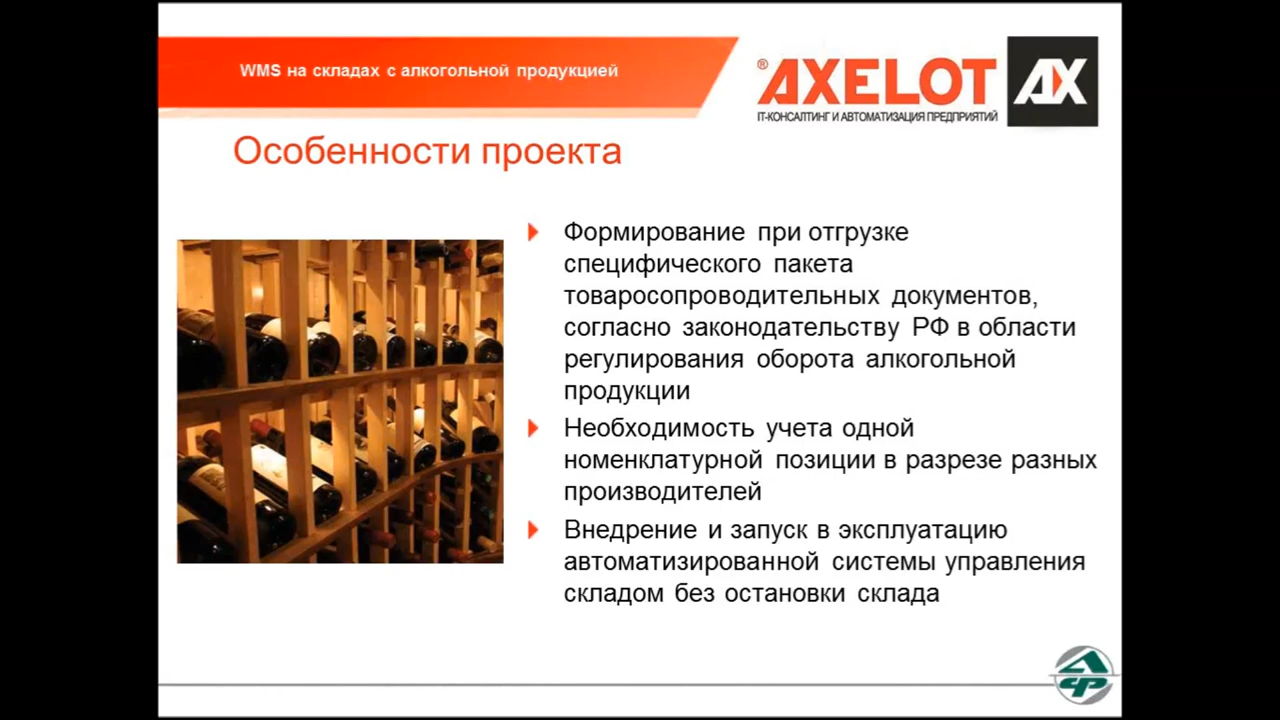 WMS на складах с алкогольной продукцией
® AXELOT AX
IT-КОНСАЛТИНГ И АВТОМАТИЗАЦИЯ ПРЕДПРИЯТИЙ
Особенности проекта
Формирование при отгрузке
специфического пакета
товаросопроводительных документов,
согласно законодательству РФ в области
регулирования оборота алкогольной
продукции
Необходимость учета одной
номенклатурной позиции в разрезе разных
производителей
Внедрение и запуск в эксплуатацию
автоматизированной системы управления
складом без остановки склада